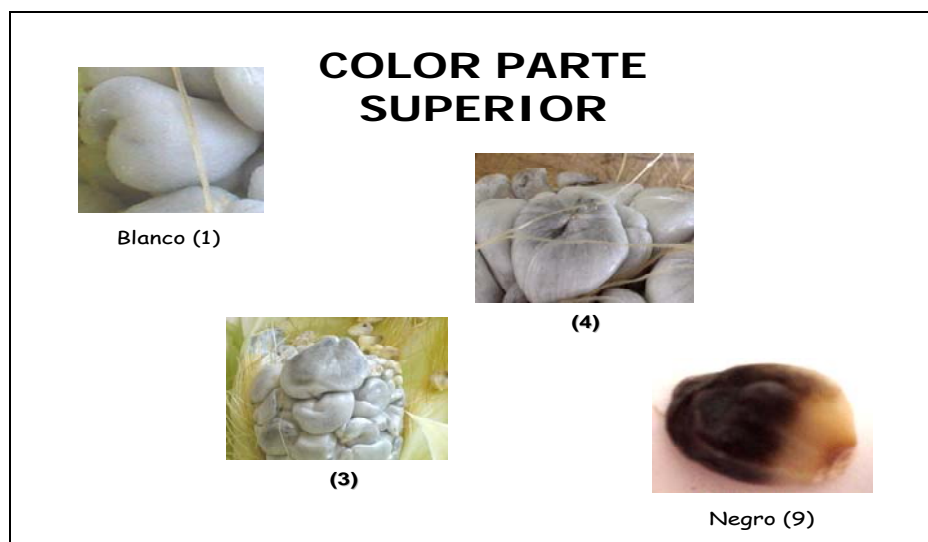 COLOR PARTE
SUPERIOR
Blanco (1)
(4)
(3)
Negro (9)